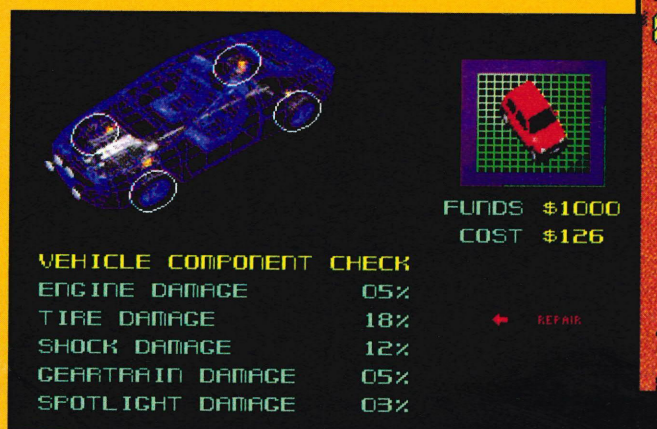 FUNDS $1000
COST $126
VEHICLE COMPONENT CHECK
ENGINE DAMAGE 05%
TIRE DAMAGE 18%
SHOCK DAMAGE 12%
GEARTRAIN DAMAGE 05%
SPOTLIGHT DAMAGE 03%
REPAIR